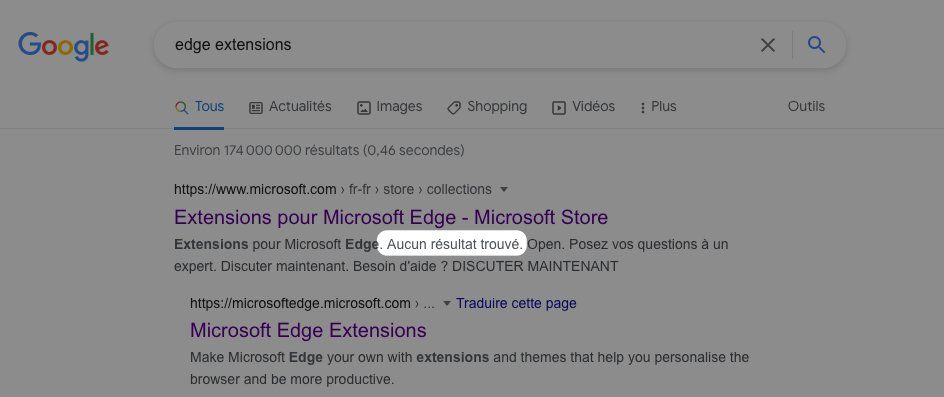 Google
edge extensions
Tous Actualités Images Shopping Vidéos Plus Outils
Environ 174 000 000 résultats (0,46 secondes)
https://www.microsoft.com › fr-fr › store › collections
Extensions pour Microsoft Edge - Microsoft Store
Extensions pour Microsoft Edge. Aucun résultat trouvé. Open. Posez vos questions à un
expert. Discuter maintenant. Besoin d'aide ? DISCUTER MAINTENANT
https://microsoftedge.microsoft.com › ... Traduire cette page
Microsoft Edge Extensions
Make Microsoft Edge your own with extensions and themes that help you personalise the
browser and be more productive.